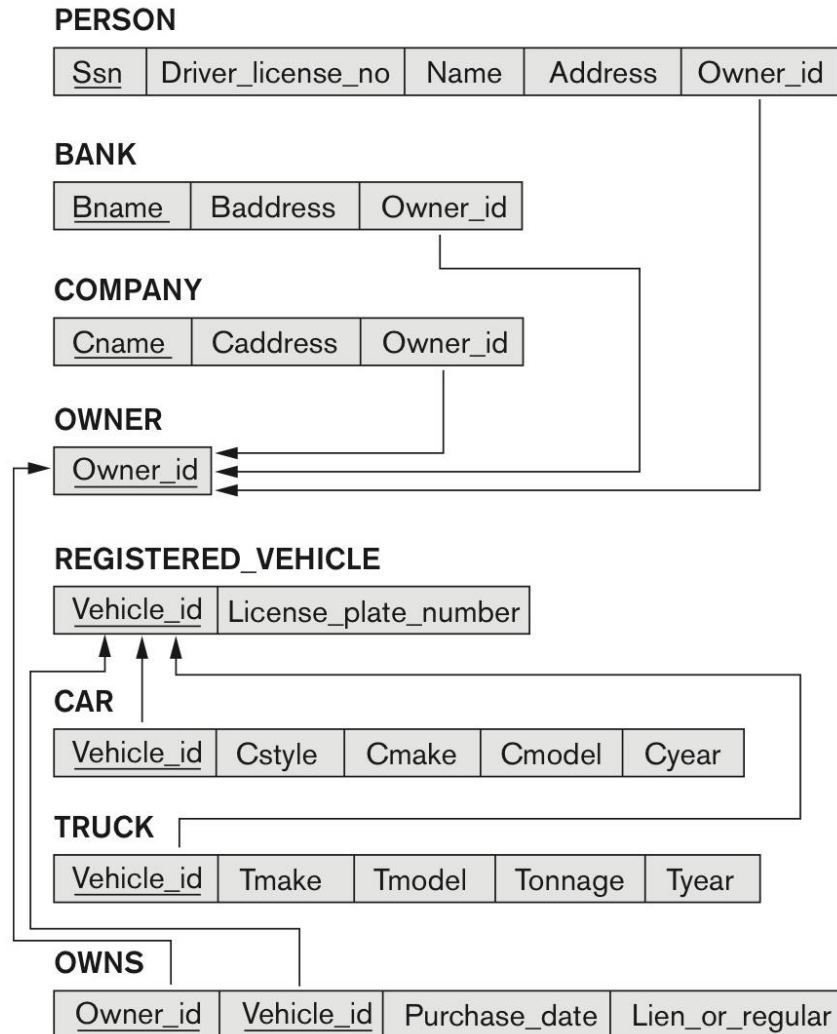 PERSON
Ssn Driver_license_no Name Address Owner_id
BANK
Bname Baddress Owner_id
COMPANY
Cname Caddress Owner_id
OWNER
Owner_id
REGISTERED_VEHICLE
Vehicle_id License_plate_number
CAR
Vehicle_id Cstyle Cmake Cmodel Cyear
TRUCK
Vehicle_id Tmake Tmodel Tonnage Tyear
OWNS
Owner_id Vehicle_id Purchase_date Lien_or_regular